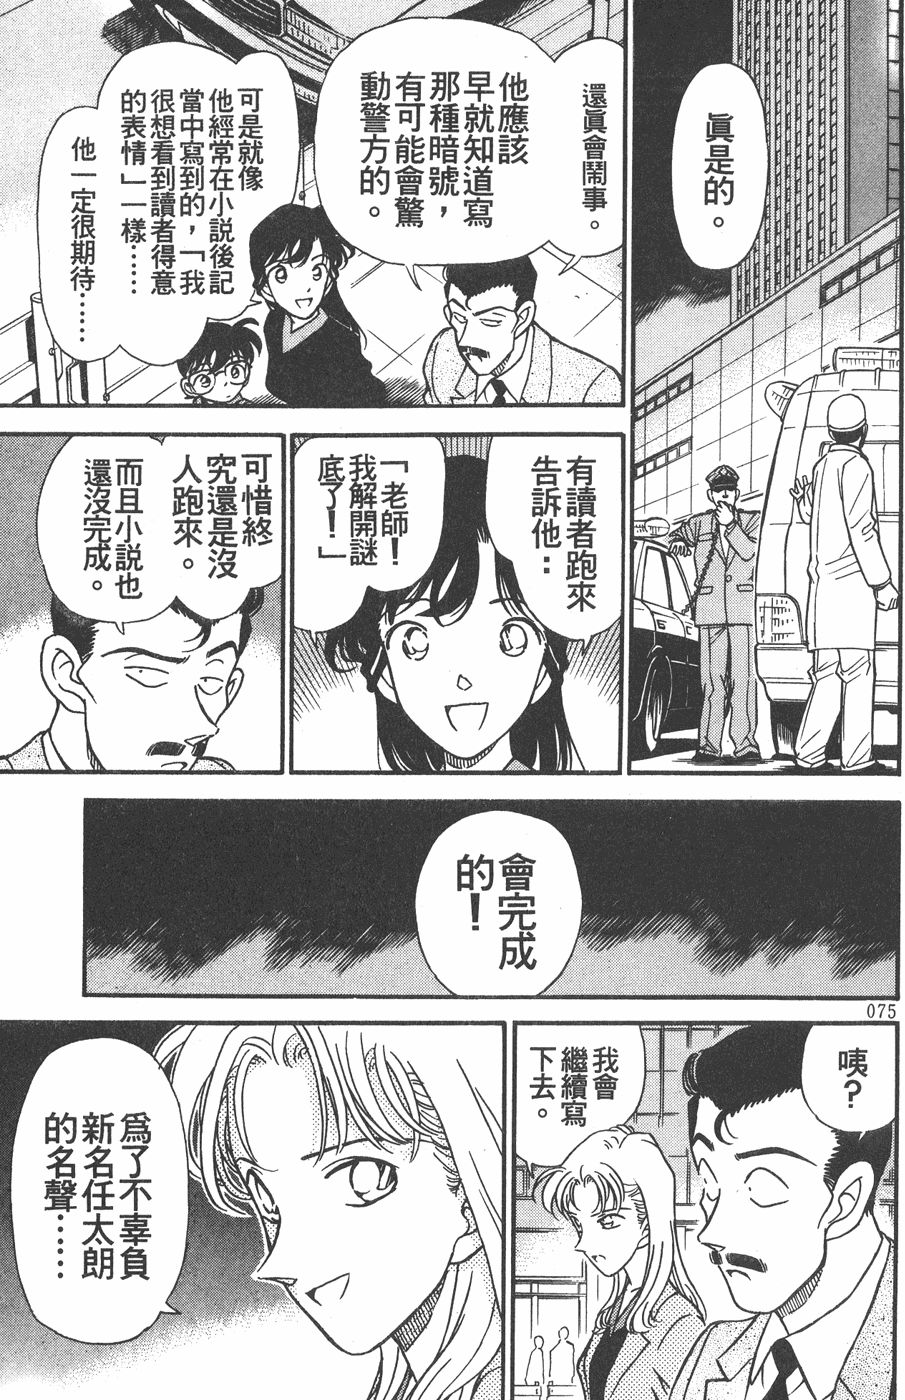 眞是的。
還眞會鬧事。
他應該
早就知道寫
那種暗號，
有可能會驚
動警方的。
可是就像
他經常在小説後記
當中寫到的，「我
很想看到讀者得意
的表情」一樣……
他一定很期待……
有讀者跑來
告訴他：
「老師！
我解開謎
底了！」
可惜終
究還是沒
人跑來。
而且小説也
還沒完成。
會完成
的！
075
咦？
我會
繼續寫
下去。
爲了不辜負
新名任太朗
的名聲……